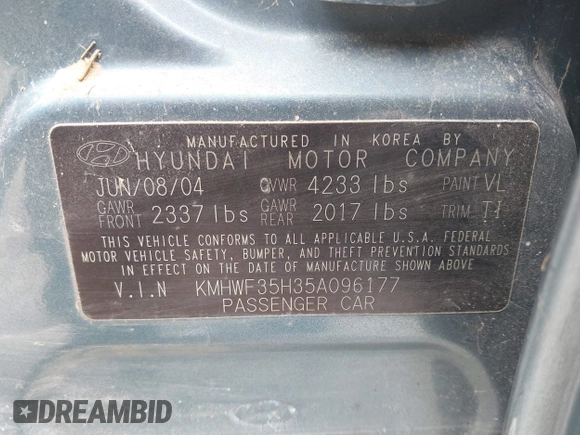 MANUFACTURED IN KOREA BY
HYUNDAI MOTOR COMPANY
JUN/08/04 GVWR 4233 lbs PAINT VL
GAWR FRONT 2337 lbs GAWR REAR 2017 lbs TRIM TI
THIS VEHICLE CONFORMS TO ALL APPLICABLE U.S.A. FEDERAL
MOTOR VEHICLE SAFETY, BUMPER, AND THEFT PREVENTION STANDARDS
IN EFFECT ON THE DATE OF MANUFACTURE SHOWN ABOVE
V.I.N KMHWF35H35A096177
PASSENGER CAR
DREAMBID